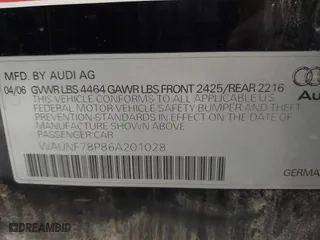 MFD. BY AUDI AG
04/06 GVWR LBS 4464 GAWR LBS FRONT 2425/REAR 2216
THIS VEHICLE CONFORMS TO ALL APPLICABLE U.S.
FEDERAL MOTOR VEHICLE SAFETY BUMPER AND THEFT
PREVENTION STANDARDS IN EFFECT ON THE DATE OF
MANUFACTURE SHOWN ABOVE.
PASSENGER CAR
WAUNF78P86A201028
Au
GERMAN
DREAMBID